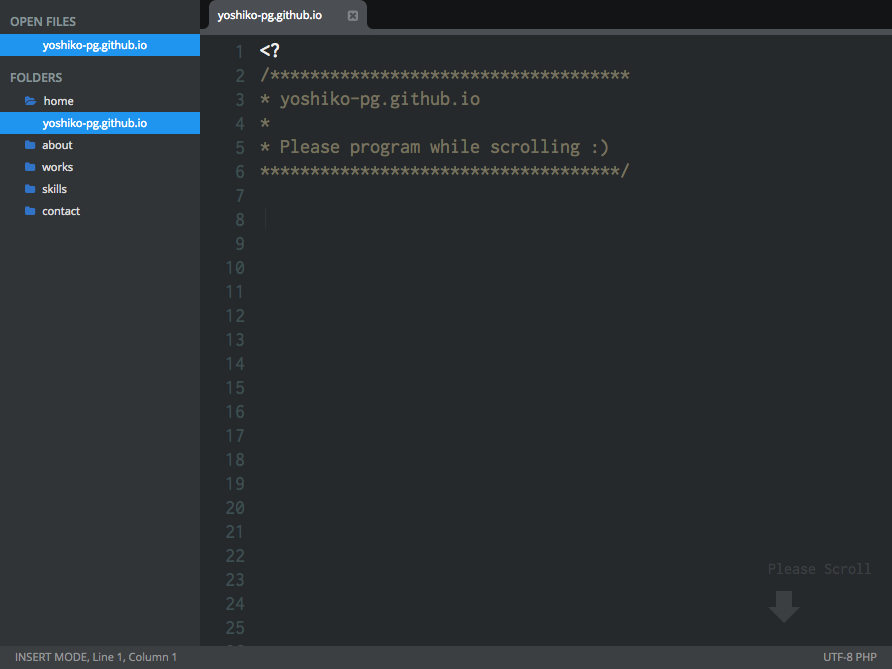 OPEN FILES
yoshiko-pg.github.io
FOLDERS
home
yoshiko-pg.github.io
about
works
skills
contact
yoshiko-pg.github.io
1 <?
2 /************************************
3 * yoshiko-pg.github.io
4 *
5 * Please program while scrolling :)
6 ************************************/
7
8
9
10
11
12
13
14
15
16
17
18
19
20
21
22
23
24
25
Please Scroll
INSERT MODE, Line 1, Column 1
UTF-8 PHP